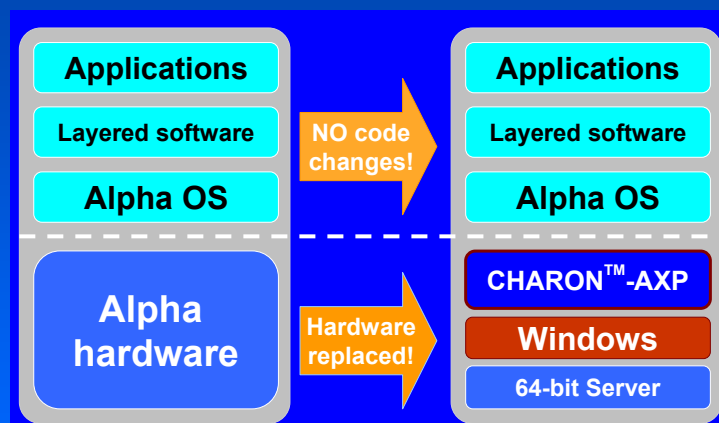 Applications
Layered software
Alpha OS
Alpha
hardware
NO code
changes!
Hardware
replaced!
Applications
Layered software
Alpha OS
CHARON™-AXP
Windows
64-bit Server